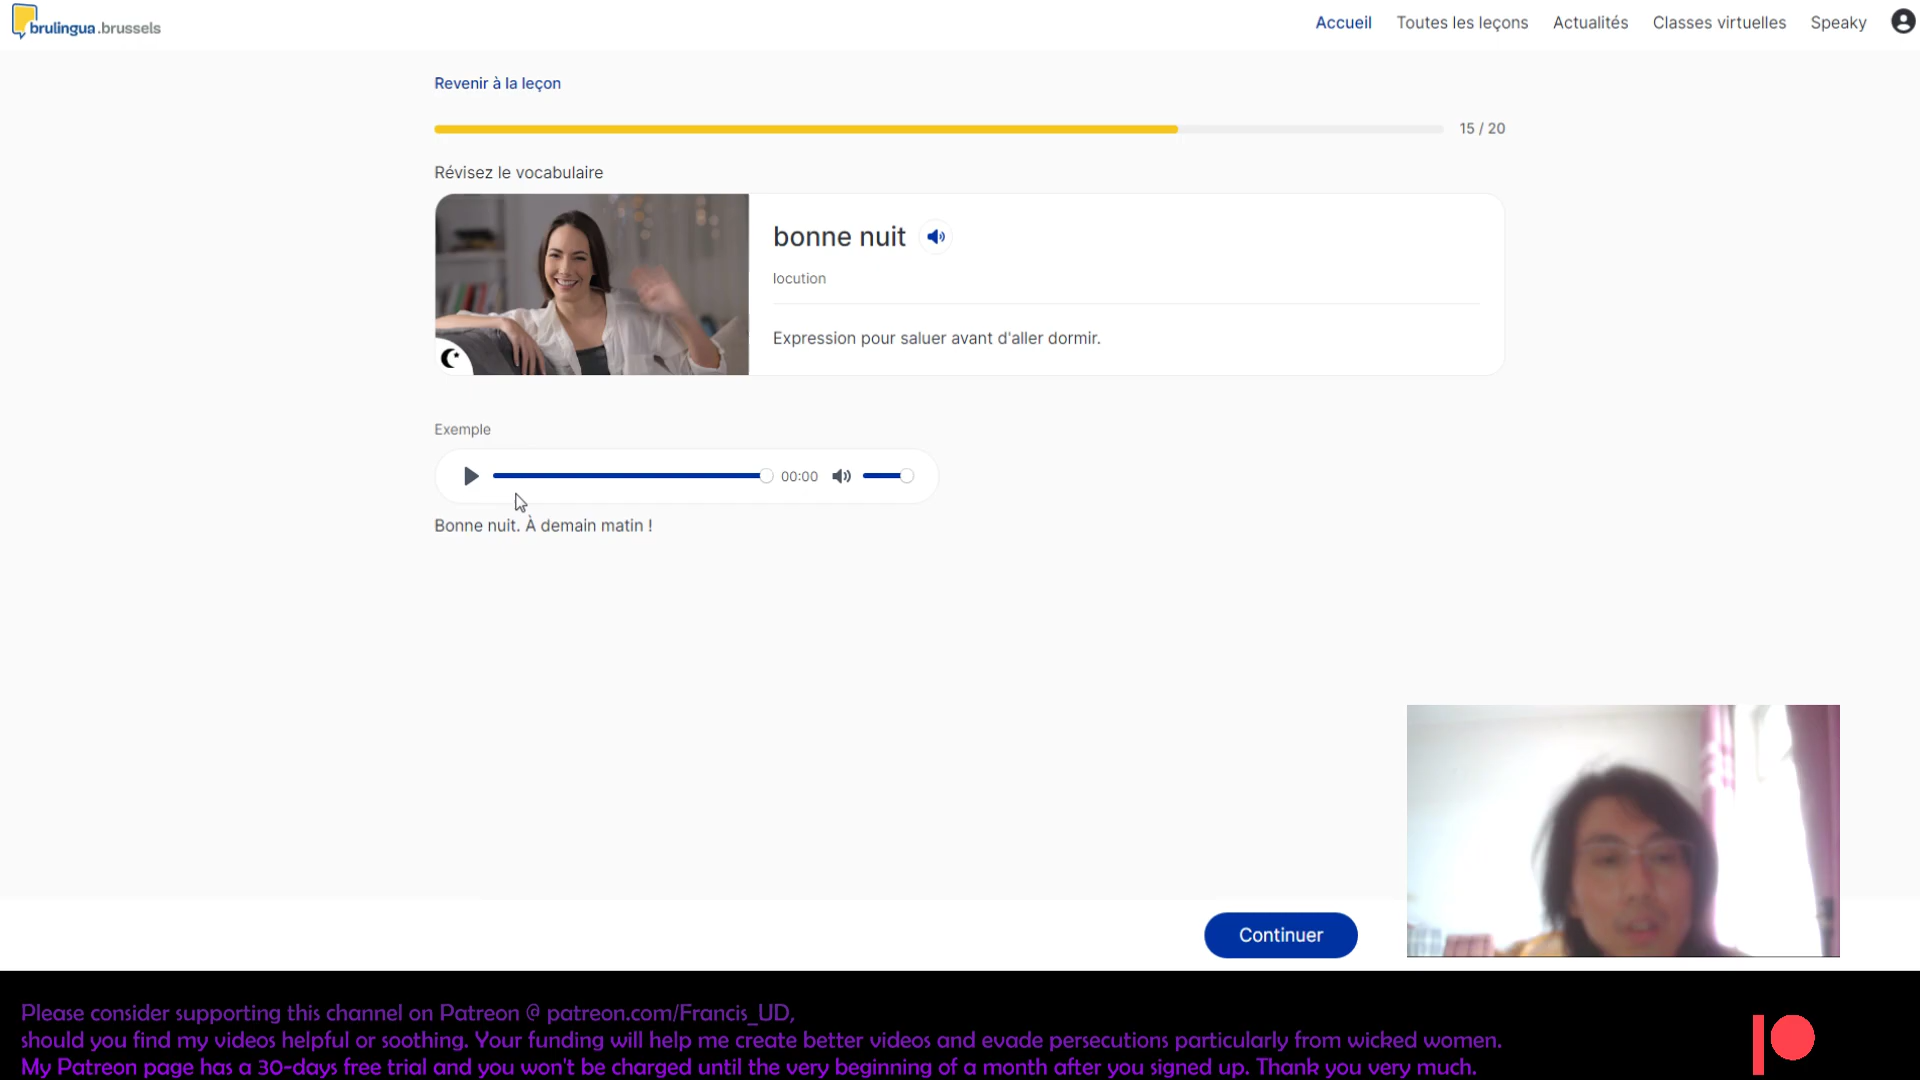 brulingua.brussels
Accueil
Toutes les leçons
Actualités
Classes virtuelles
Speaky
Revenir à la leçon
15 / 20
Révisez le vocabulaire
bonne nuit
locution
Expression pour saluer avant d'aller dormir.
Exemple
00:00
Bonne nuit. À demain matin !
Continuer
Please consider supporting this channel on Patreon @ patreon.com/Francis_UD,
should you find my videos helpful or soothing. Your funding will help me create better videos and evade persecutions particularly from wicked women.
My Patreon page has a 30-days free trial and you won't be charged until the very beginning of a month after you signed up. Thank you very much.